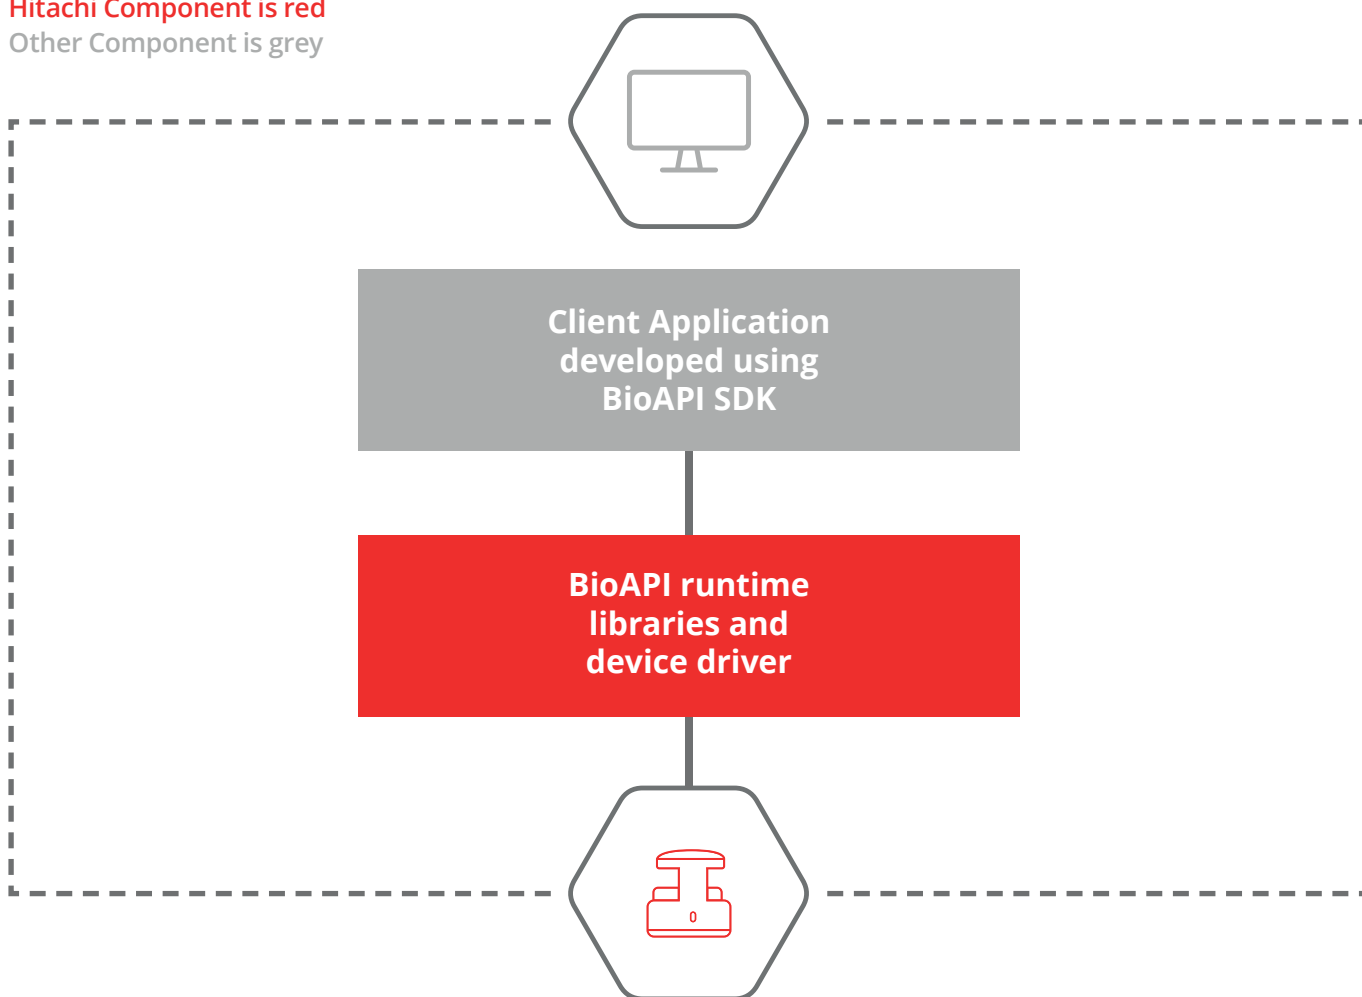 Hitachi Component is red
Other Component is grey
Client Application
developed using
BioAPI SDK
BioAPI runtime
libraries and
device driver